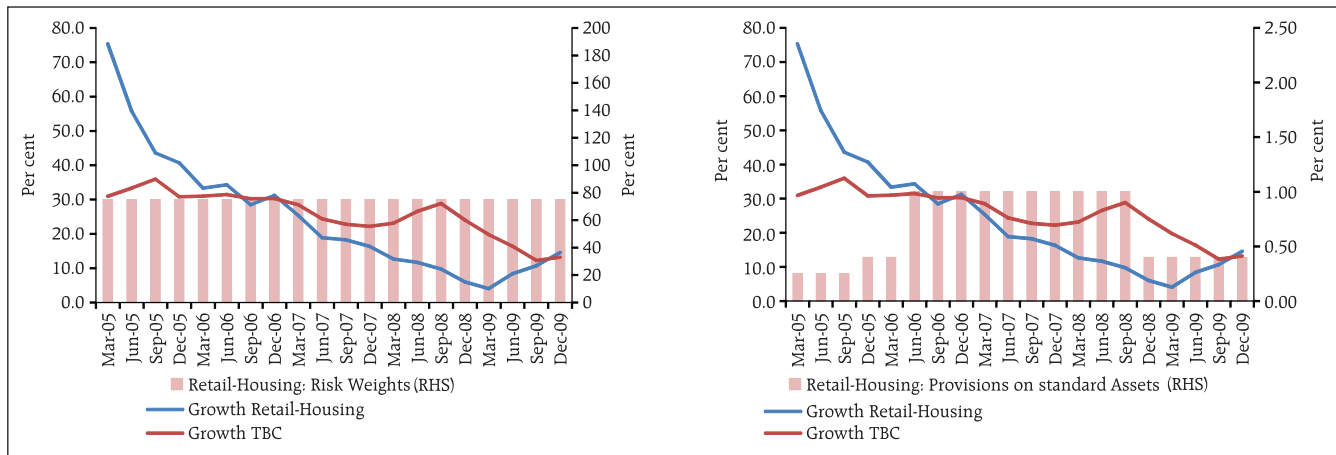 80.0
70.0
60.0
50.0
40.0
30.0
20.0
10.0
0.0
Per cent
200
180
160
140
120
100
80
60
40
20
0
Per cent
Mar-05
Jun-05
Sep-05
Dec-05
Mar-06
Jun-06
Sep-06
Dec-06
Mar-07
Jun-07
Sep-07
Dec-07
Mar-08
Jun-08
Sep-08
Dec-08
Mar-09
Jun-09
Sep-09
Dec-09
Retail-Housing: Risk Weights (RHS)
Growth Retail-Housing
Growth TBC
80.0
70.0
60.0
50.0
40.0
30.0
20.0
10.0
0.0
Per cent
2.50
2.00
1.50
1.00
0.50
0.00
Per cent
Mar-05
Jun-05
Sep-05
Dec-05
Mar-06
Jun-06
Sep-06
Dec-06
Mar-07
Jun-07
Sep-07
Dec-07
Mar-08
Jun-08
Sep-08
Dec-08
Mar-09
Jun-09
Sep-09
Dec-09
Retail-Housing: Provisions on standard Assets (RHS)
Growth Retail-Housing
Growth TBC